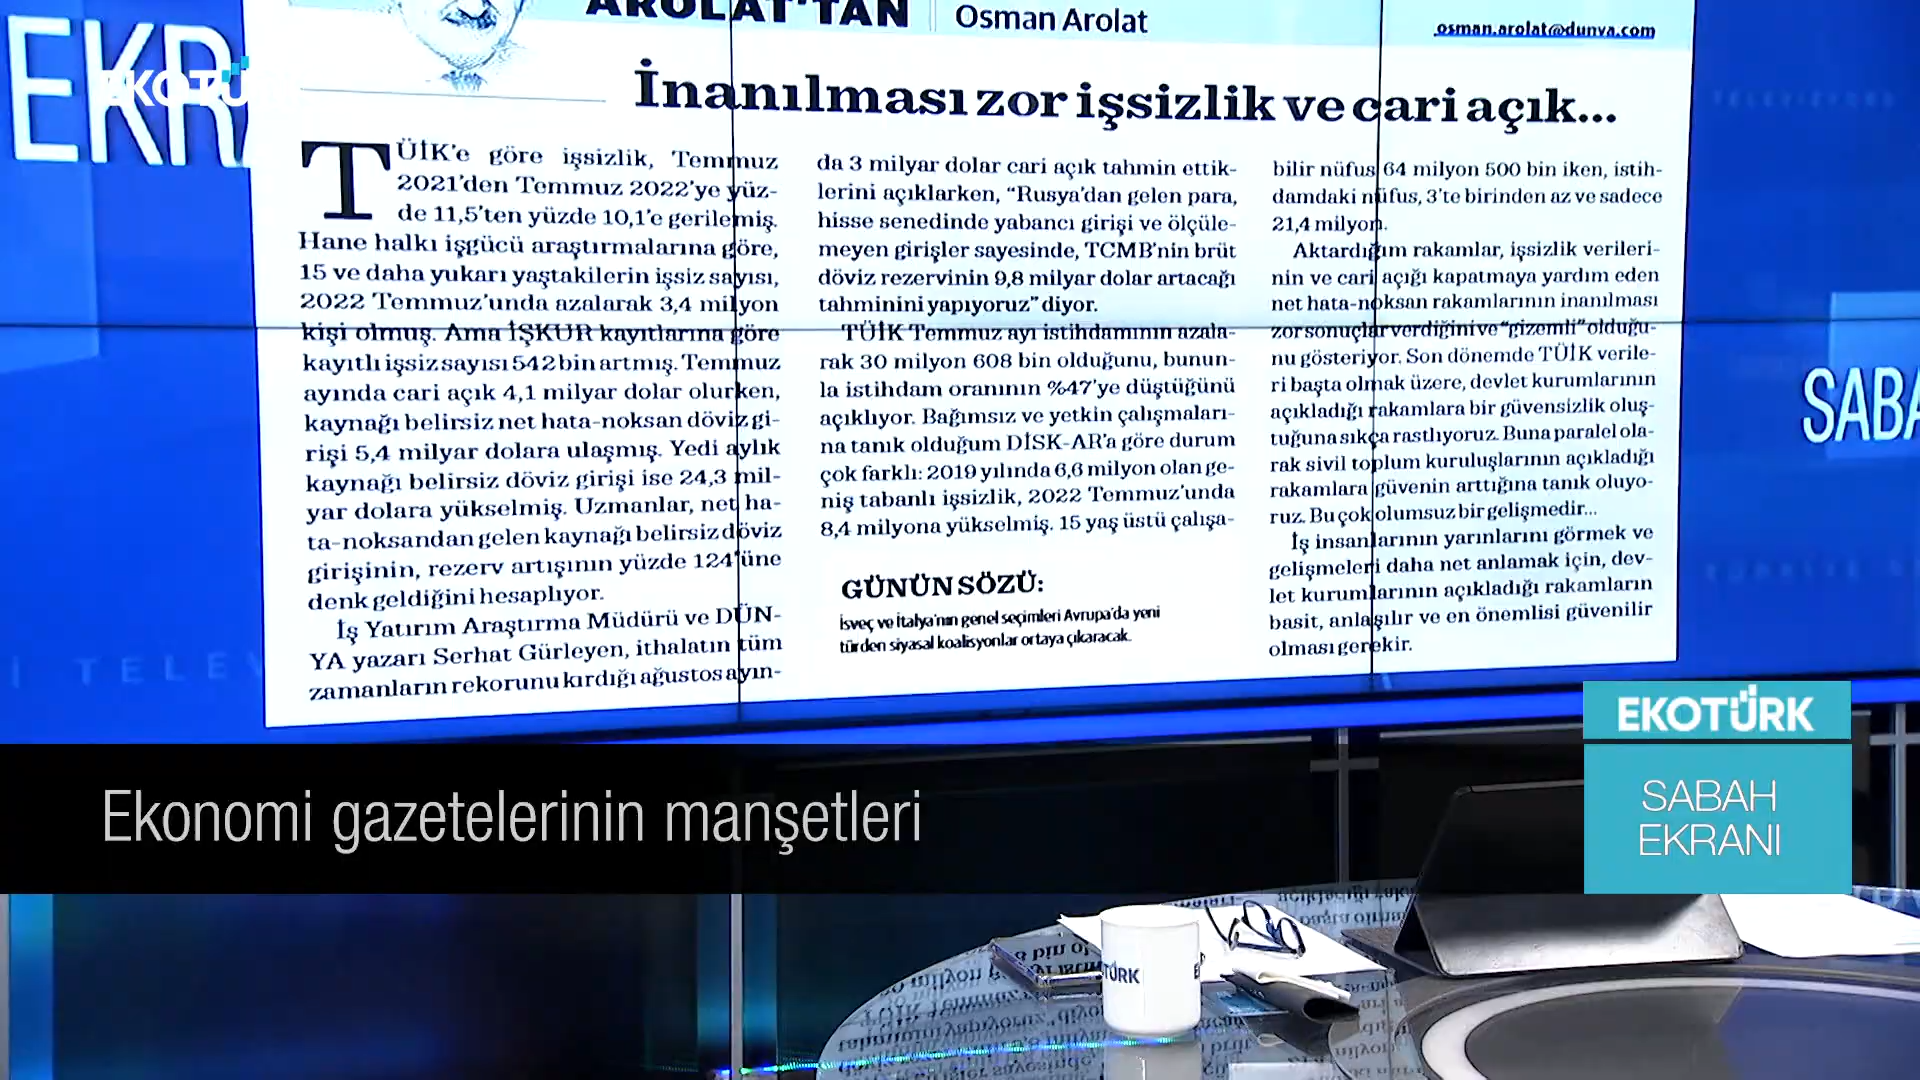 EKRA
EKOTÜRK
AROLAT'TAN
Osman Arolat
osman.arolat@dunya.com
İnanılması zor işsizlik ve cari açık...
TÜİK'e göre işsizlik, Temmuz
2021'den Temmuz 2022'ye yüz-
de 11,5'ten yüzde 10,1'e gerilemiş.
Hane halkı işgücü araştırmalarına göre,
15 ve daha yukarı yaştakilerin işsiz sayısı,
2022 Temmuz'unda azalarak 3,4 milyon
kişi olmuş. Ama İŞKUR kayıtlarına göre
kayıtlı işsiz sayısı 542 bin artmış. Temmuz
ayında cari açık 4,1 milyar dolar olurken,
kaynağı belirsiz net hata-noksan döviz gi-
rişi 5,4 milyar dolara ulaşmış. Yedi aylık
kaynağı belirsiz döviz girişi ise 24,3 mil-
yar dolara yükselmiş. Uzmanlar, net ha-
ta-noksandan gelen kaynağı belirsiz döviz
girişinin, rezerv artışının yüzde 124'üne
denk geldiğini hesaplıyor.
İş Yatırım Araştırma Müdürü ve DÜN-
YA yazarı Serhat Gürleyen, ithalatın tüm
zamanların rekorunu kırdığı ağustos ayın-
da 3 milyar dolar cari açık tahmin ettik-
lerini açıklarken, "Rusya'dan gelen para,
hisse senedinde yabancı girişi ve ölçüle-
meyen girişler sayesinde, TCMB'nin brüt
döviz rezervinin 9,8 milyar dolar artacağı
tahminini yapıyoruz" diyor.
TÜİK Temmuz ayı istihdamının azala-
rak 30 milyon 608 bin olduğunu, bunun-
la istihdam oranının %47'ye düştüğünü
açıklıyor. Bağımsız ve yetkin çalışmaları-
na tanık olduğum DİSK-AR'a göre durum
çok farklı: 2019 yılında 6,6 milyon olan ge-
niş tabanlı işsizlik, 2022 Temmuz'unda
8,4 milyona yükselmiş. 15 yaş üstü çalışa-
GÜNÜN SÖZÜ:
İsveç ve İtalya'nın genel seçimleri Avrupa'da yeni
türden siyasal koalisyonlar ortaya çıkaracak.
bilir nüfus 64 milyon 500 bin iken, istih-
damdaki nüfus, 3'te birinden az ve sadece
21,4 milyon.
Aktardığım rakamlar, işsizlik verileri-
nin ve cari açığı kapatmaya yardım eden
net hata-noksan rakamlarının inanılması
zor sonuçlar verdiğini ve "gizemli" olduğu-
nu gösteriyor. Son dönemde TÜİK verile-
ri başta olmak üzere, devlet kurumlarının
açıkladığı rakamlara bir güvensizlik oluş-
tuğuna sıkça rastlıyoruz. Buna paralel ola-
rak sivil toplum kuruluşlarının açıkladığı
rakamlara güvenin arttığına tanık oluyo-
ruz. Bu çok olumsuz bir gelişmedir...
İş insanlarının yarınlarını görmek ve
gelişmeleri daha net anlamak için, dev-
let kurumlarının açıkladığı rakamların
basit, anlaşılır ve en önemlisi güvenilir
olması gerekir.
SABA
EKOTÜRK
SABAH
EKRANI
Ekonomi gazetelerinin manşetleri
TÜRK